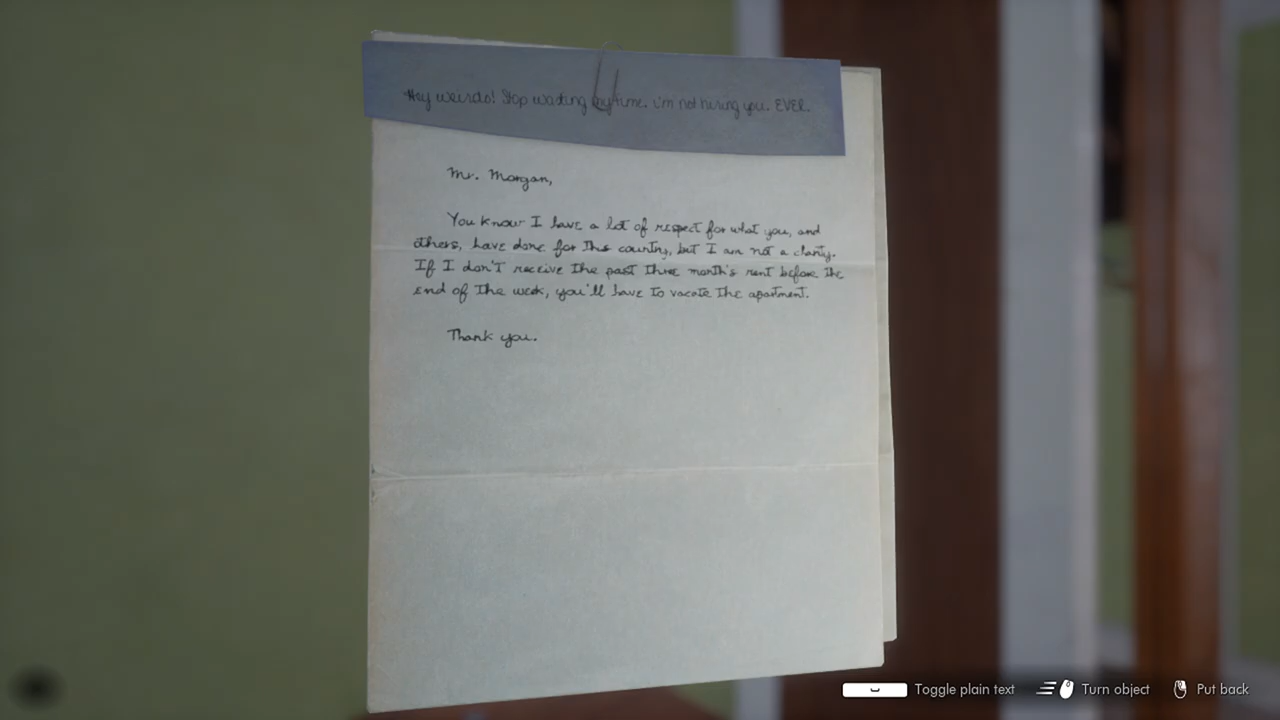 Hey weirdo! Stop wasting my time. i'm not hiring you. EVER.
Mr. Morgan,
You know I have a lot of respect for what you, and
others, have done for this country, but I am not a charity.
If I don't receive the past three month's rent before the
end of the week, you'll have to vacate the apartment.
Thank you.
Toggle plain text
Turn object
Put back